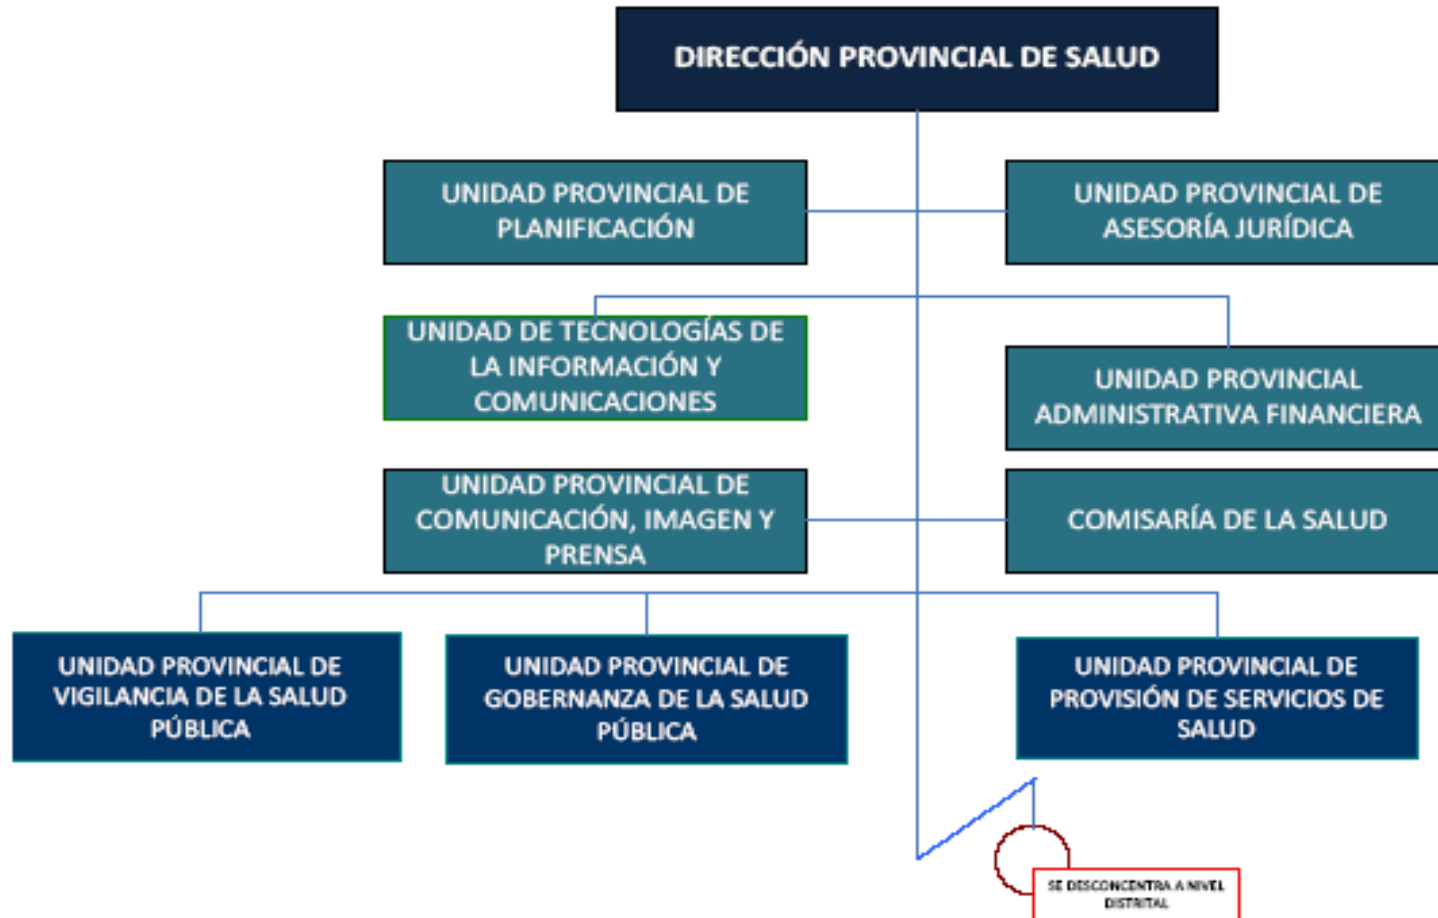 DIRECCIÓN PROVINCIAL DE SALUD
UNIDAD PROVINCIAL DE
PLANIFICACIÓN
UNIDAD PROVINCIAL DE
ASESORÍA JURÍDICA
UNIDAD DE TECNOLOGÍAS DE
LA INFORMACIÓN Y
COMUNICACIONES
UNIDAD PROVINCIAL
ADMINISTRATIVA FINANCIERA
UNIDAD PROVINCIAL DE
COMUNICACIÓN, IMAGEN Y
PRENSA
COMISARÍA DE LA SALUD
UNIDAD PROVINCIAL DE
VIGILANCIA DE LA SALUD
PÚBLICA
UNIDAD PROVINCIAL DE
GOBERNANZA DE LA SALUD
PÚBLICA
UNIDAD PROVINCIAL DE
PROVISIÓN DE SERVICIOS DE
SALUD
SE DESCONCENTRA A NIVEL
DISTRITAL